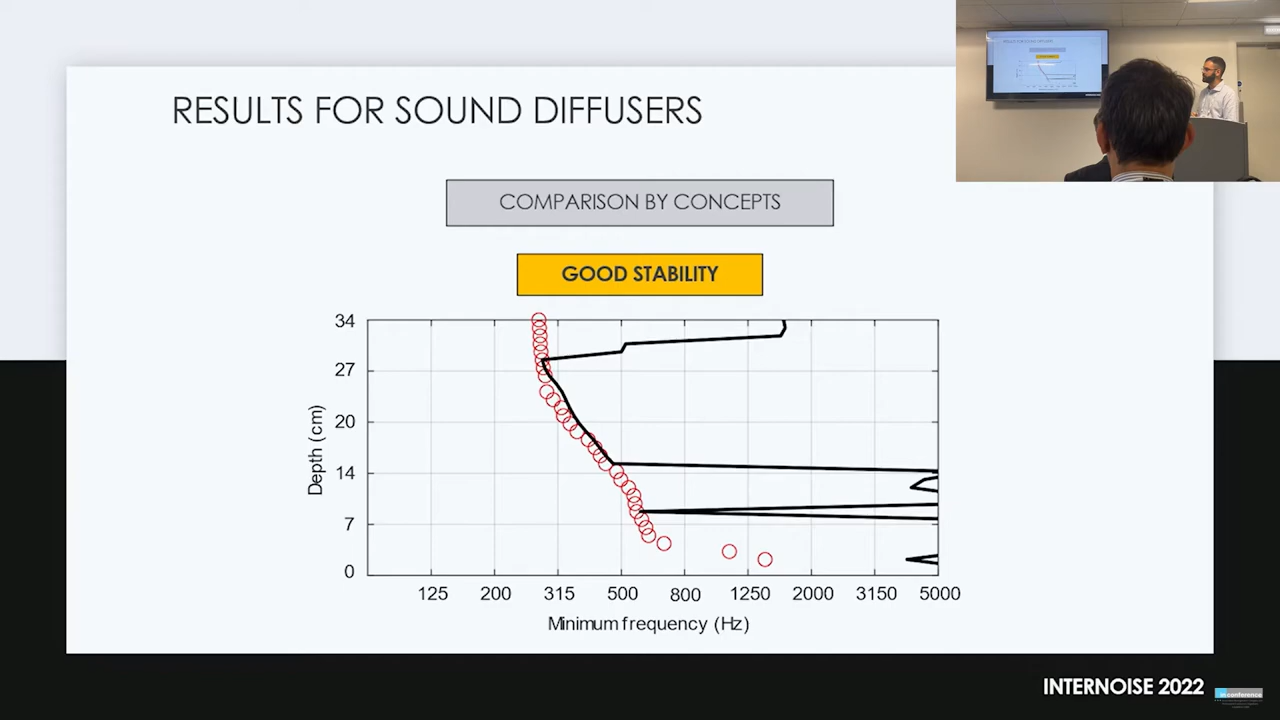 RESULTS FOR SOUND DIFFUSERS
COMPARISON BY CONCEPTS
GOOD STABILITY
34
27
20
14
7
0
Depth (cm)
125 200 315 500 800 1250 2000 3150 5000
Minimum frequency (Hz)
INTERNOISE 2022
inconference